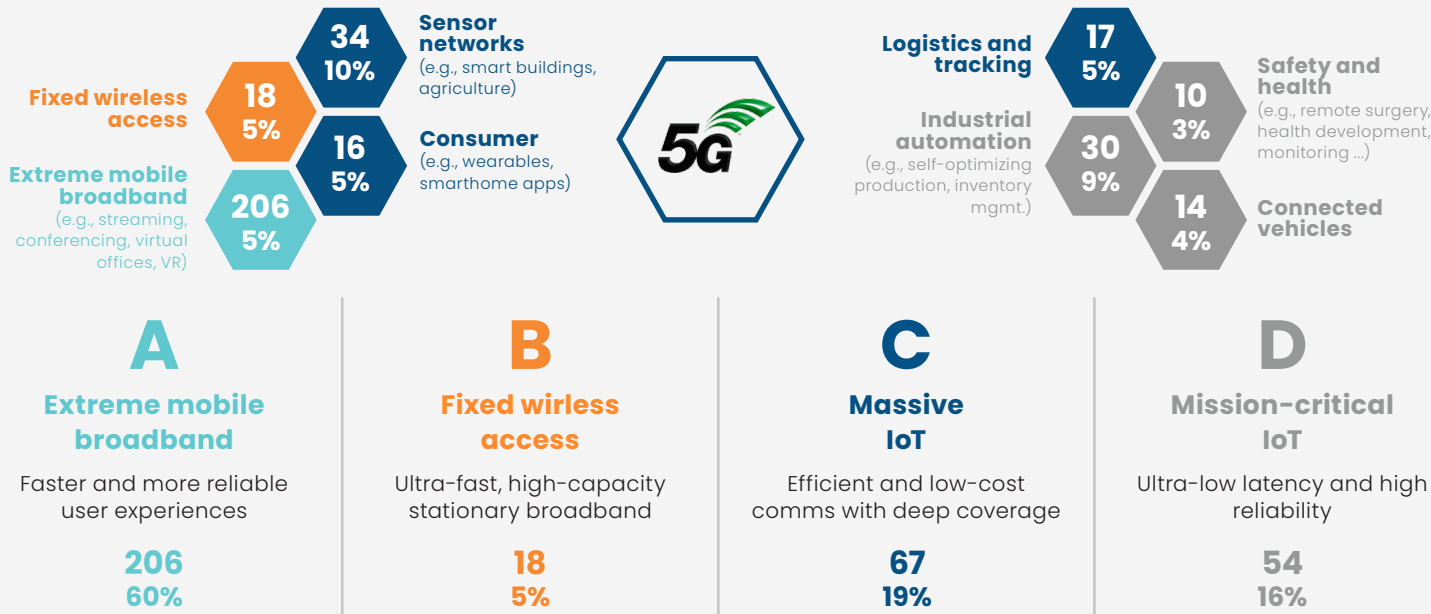 34
10%
Sensor
networks
(e.g., smart buildings,
agriculture)
Fixed wireless
access
18
5%
16
5%
Consumer
(e.g., wearables,
smarthome apps)
Extreme mobile
broadband
(e.g., streaming,
conferencing, virtual
offices, VR)
206
5%
5G
Logistics and
tracking
17
5%
Safety and
health
(e.g., remote surgery,
health development,
monitoring ...)
10
3%
Industrial
automation
(e.g., self-optimizing
production, inventory
mgmt.)
30
9%
14
4%
Connected
vehicles
A
Extreme mobile
broadband
Faster and more reliable
user experiences
206
60%
B
Fixed wirless
access
Ultra-fast, high-capacity
stationary broadband
18
5%
C
Massive
IoT
Efficient and low-cost
comms with deep coverage
67
19%
D
Mission-critical
IoT
Ultra-low latency and high
reliability
54
16%